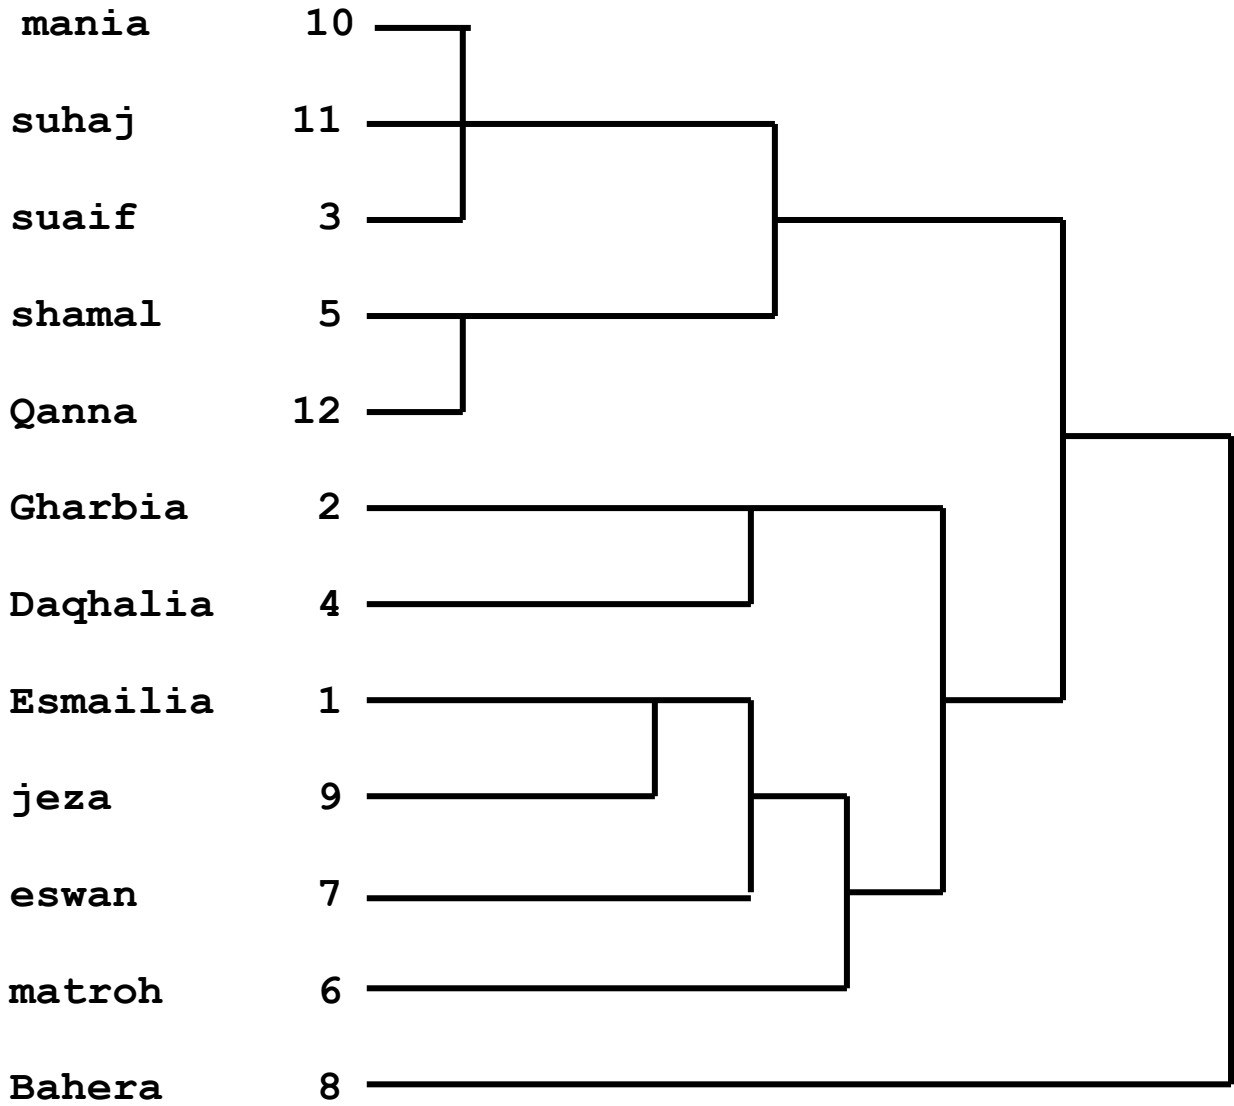 mania 10
suhaj 11
suaif 3
shamal 5
Qanna 12
Gharbia 2
Daqhalia 4
Esmailia 1
jeza 9
eswan 7
matroh 6
Bahera 8